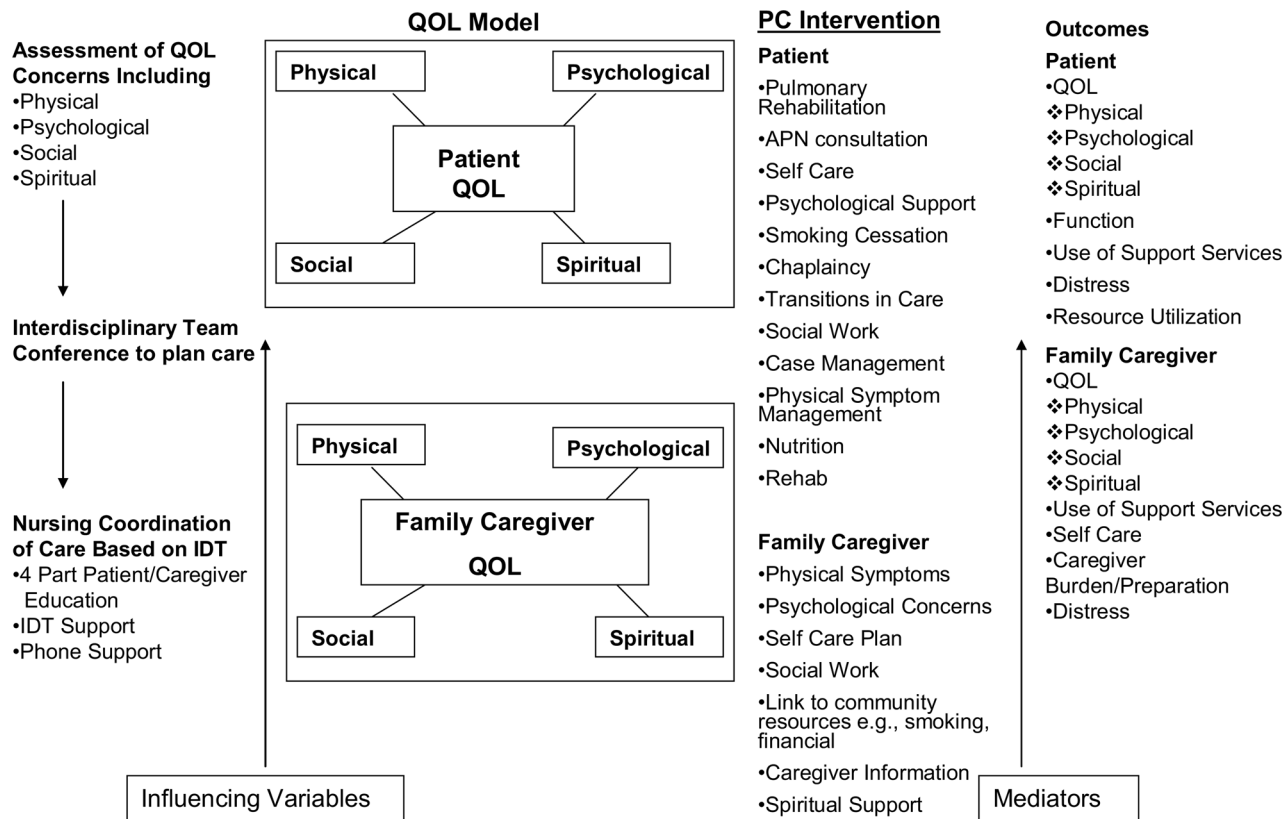 Assessment of QOL
Concerns Including
•Physical
•Psychological
•Social
•Spiritual
Interdisciplinary Team
Conference to plan care
Nursing Coordination
of Care Based on IDT
•4 Part Patient/Caregiver
Education
•IDT Support
•Phone Support
QOL Model
Physical
Psychological
Patient
QOL
Social
Spiritual
Physical
Psychological
Family Caregiver
QOL
Social
Spiritual
Influencing Variables
PC Intervention
Patient
•Pulmonary
Rehabilitation
•APN consultation
•Self Care
•Psychological Support
•Smoking Cessation
•Chaplaincy
•Transitions in Care
•Social Work
•Case Management
•Physical Symptom
Management
•Nutrition
•Rehab
Family Caregiver
•Physical Symptoms
•Psychological Concerns
•Self Care Plan
•Social Work
•Link to community
resources e.g., smoking,
financial
•Caregiver Information
•Spiritual Support
Outcomes
Patient
•QOL
❖Physical
❖Psychological
❖Social
❖Spiritual
•Function
•Use of Support Services
•Distress
•Resource Utilization
Family Caregiver
•QOL
❖Physical
❖Psychological
❖Social
❖Spiritual
•Use of Support Services
•Self Care
•Caregiver
Burden/Preparation
•Distress
Mediators